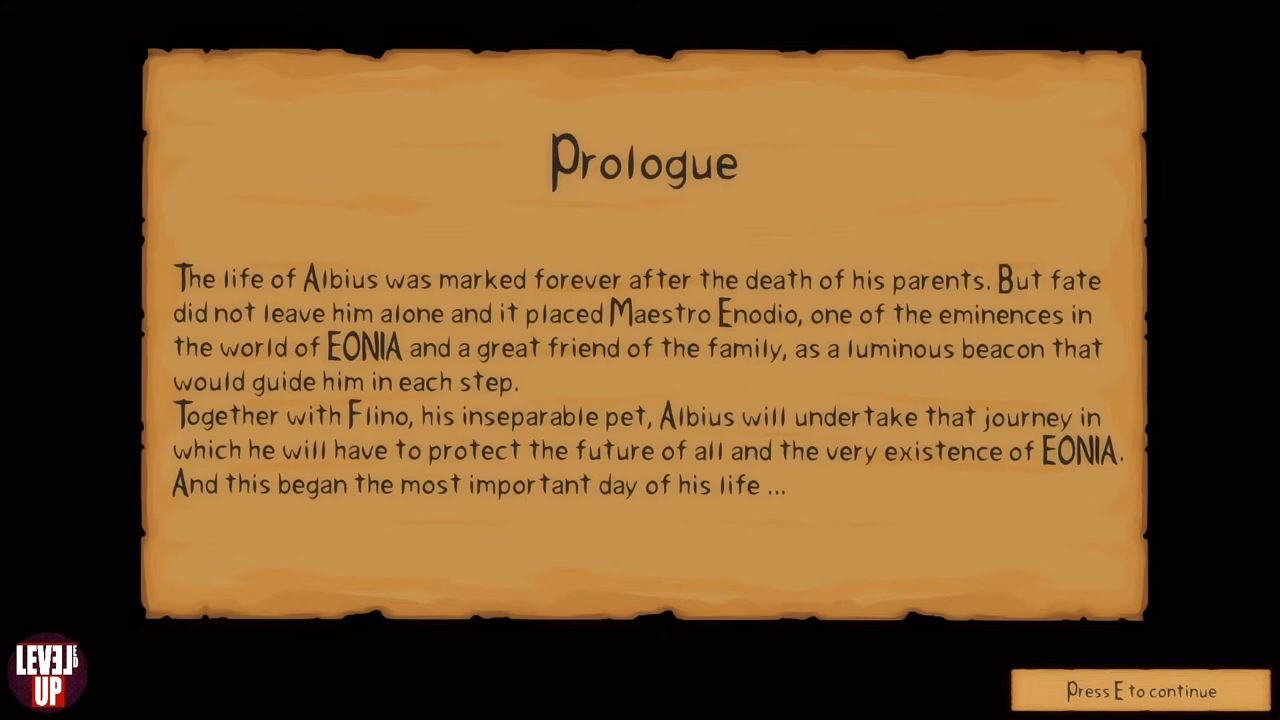 Prologue
The life of Albius was marked forever after the death of his parents. But fate
did not leave him alone and it placed Maestro Enodio, one of the eminences in
the world of EONIA and a great friend of the family, as a luminous beacon that
would guide him in each step.
Together with Flino, his inseparable pet, Albius will undertake that journey in
which he will have to protect the future of all and the very existence of EONIA.
And this began the most important day of his life ...
LEVEL
ED
UP
Press E to continue